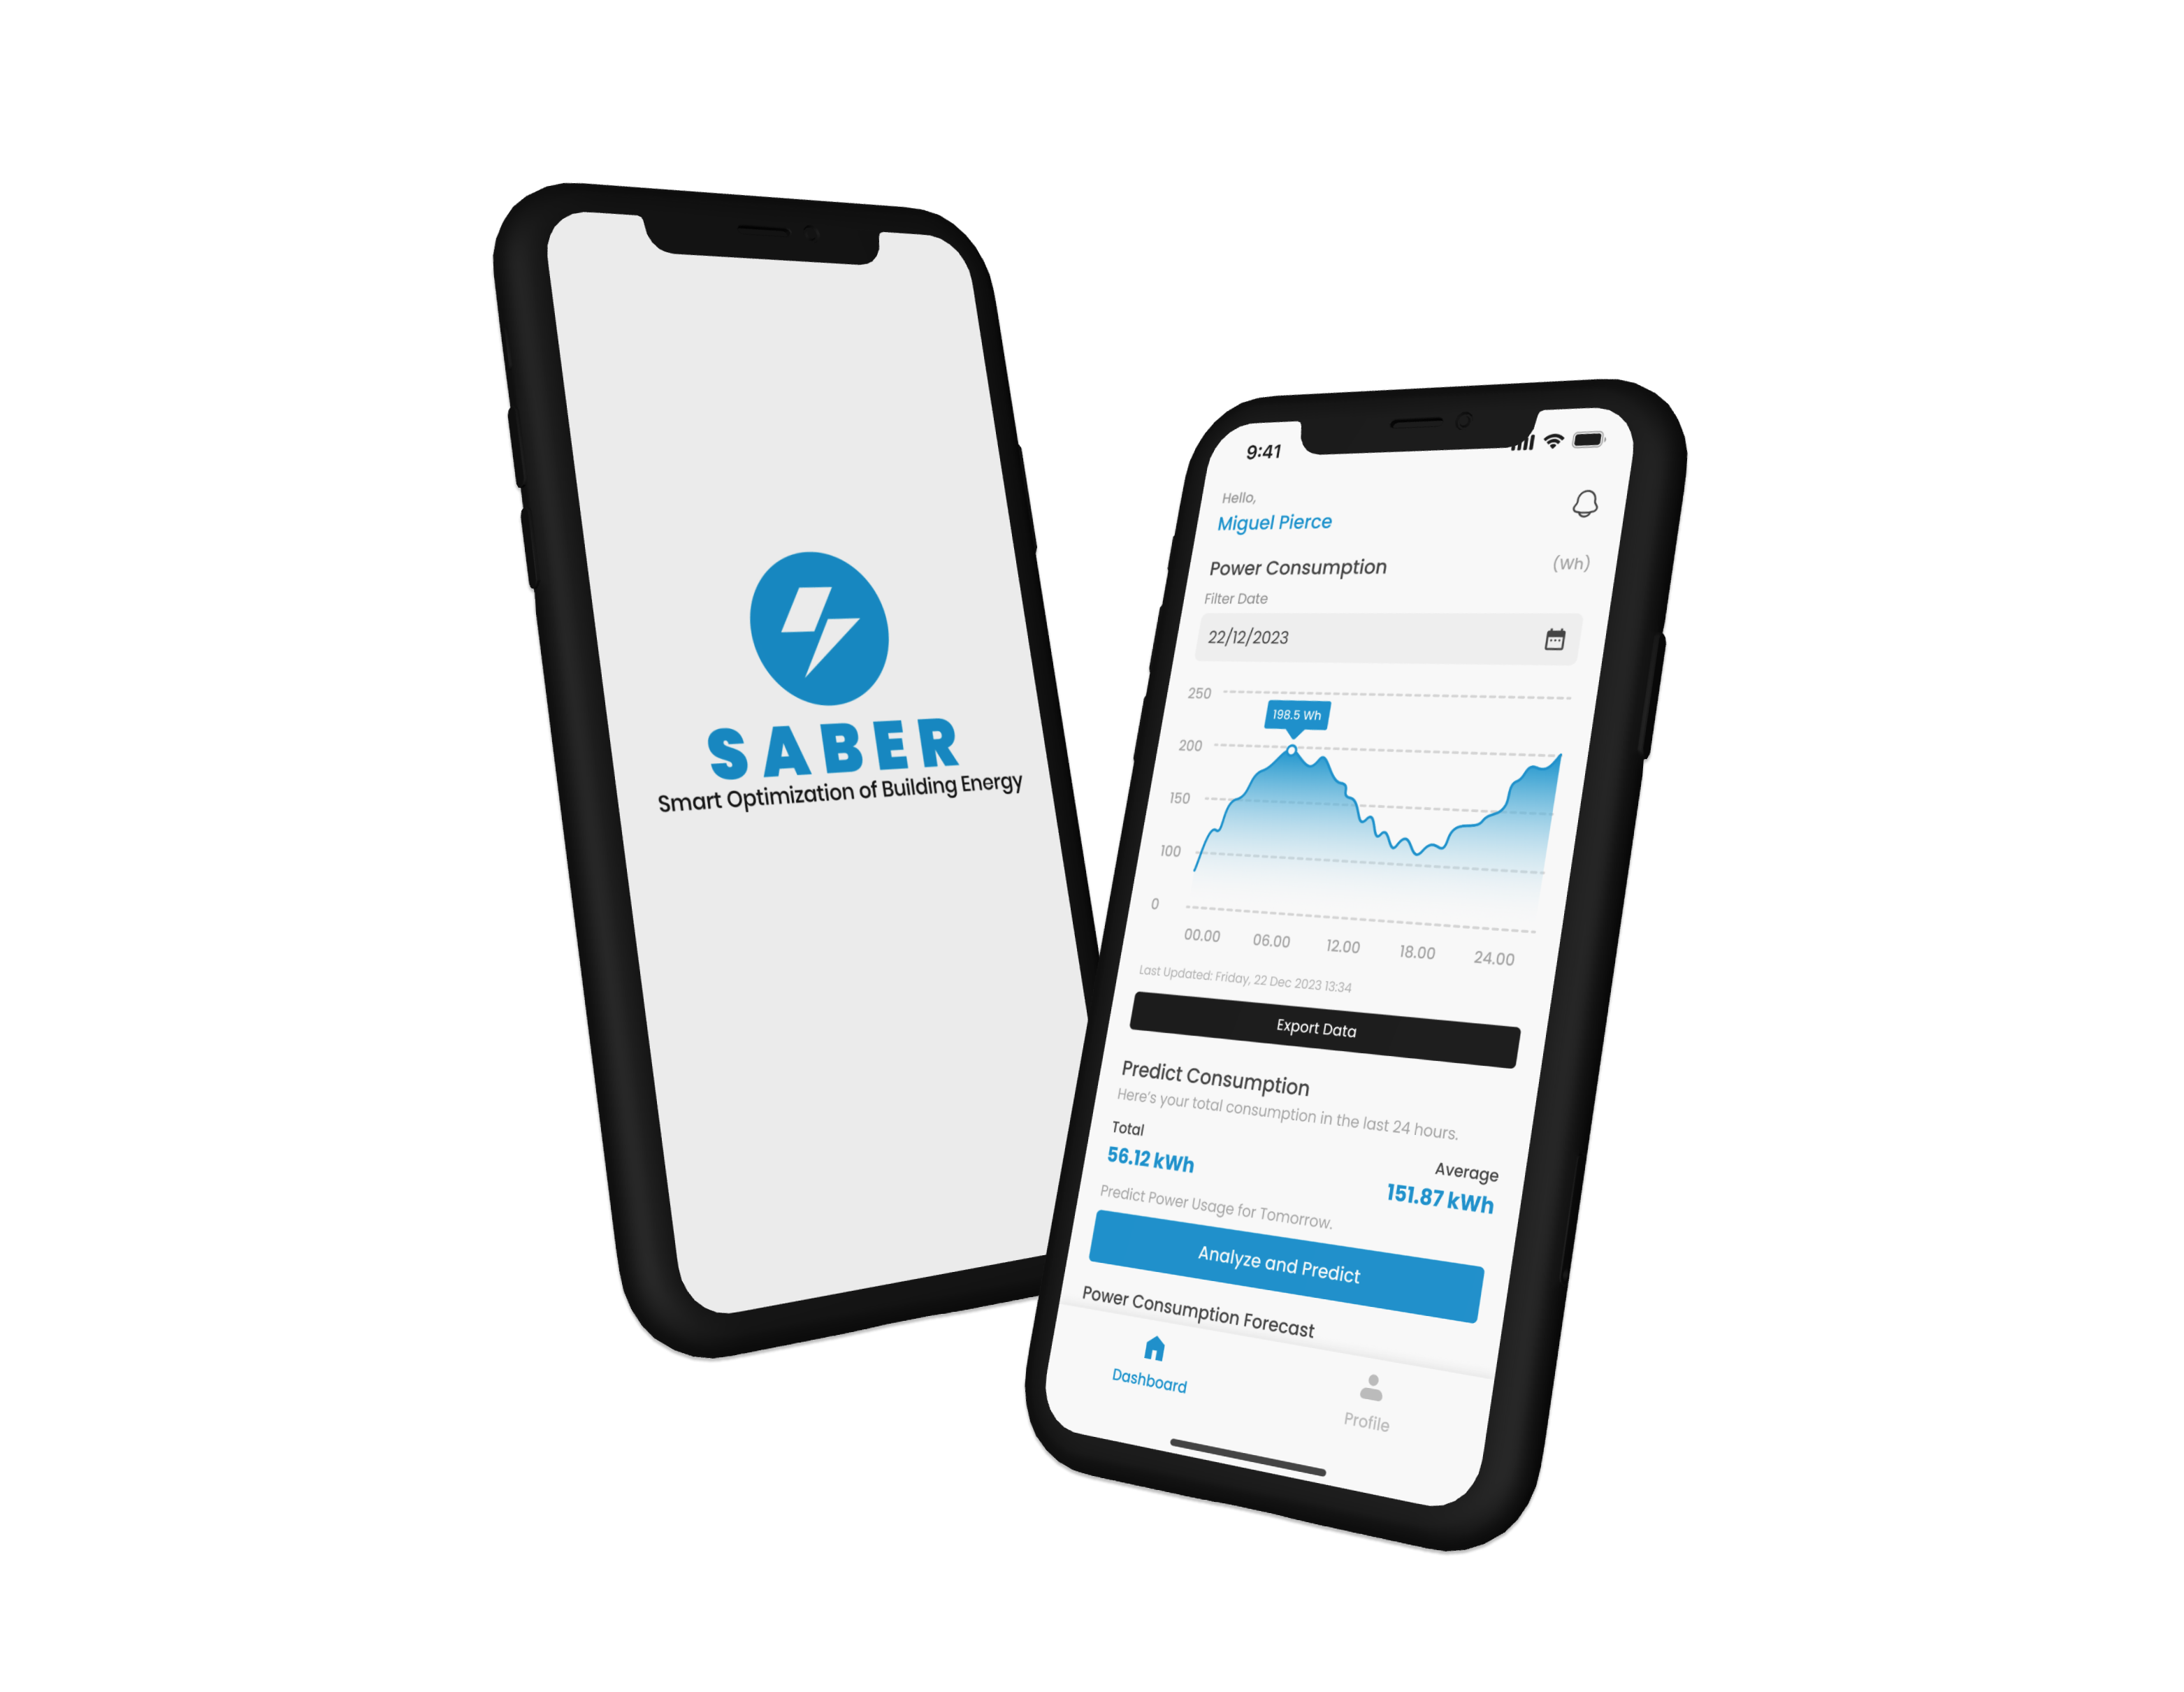 SABER
Smart Optimization of Building Energy
9:41
Hello,
Miguel Pierce
Power Consumption (Wh)
Filter Date
22/12/2023
250
198.5 Wh
200
150
100
0
00.00 06.00 12.00 18.00 24.00
Last Updated: Friday, 22 Dec 2023 13:34
Export Data
Predict Consumption
Here's your total consumption in the last 24 hours.
Total Average
56.12 kWh 151.87 kWh
Predict Power Usage for Tomorrow.
Analyze and Predict
Power Consumption Forecast
Dashboard Profile